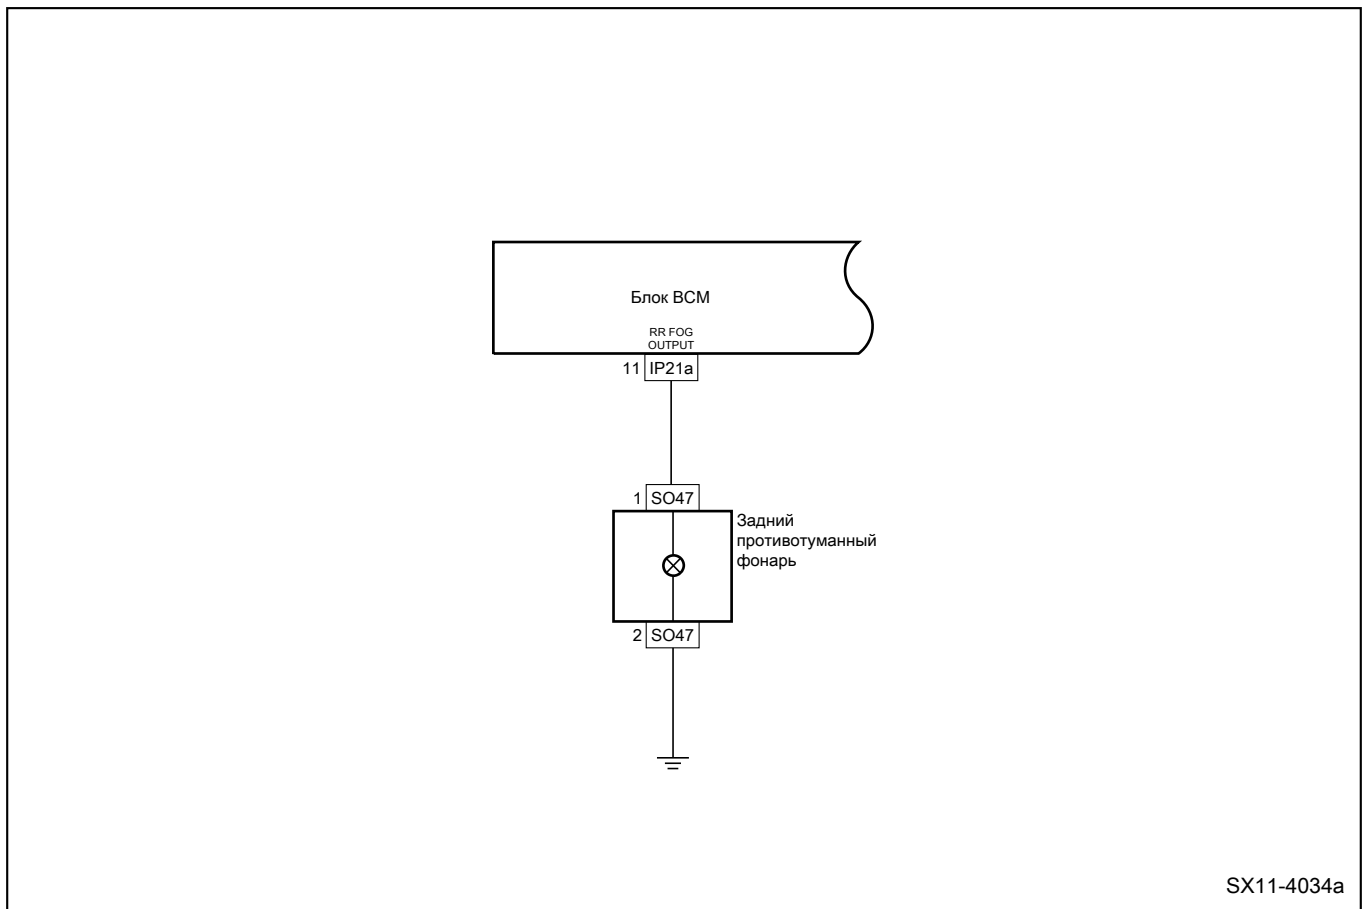 Блок BCM
RR FOG
OUTPUT
11 IP21a
1 SO47
Задний
противотуманный
фонарь
2 SO47
SX11-4034a